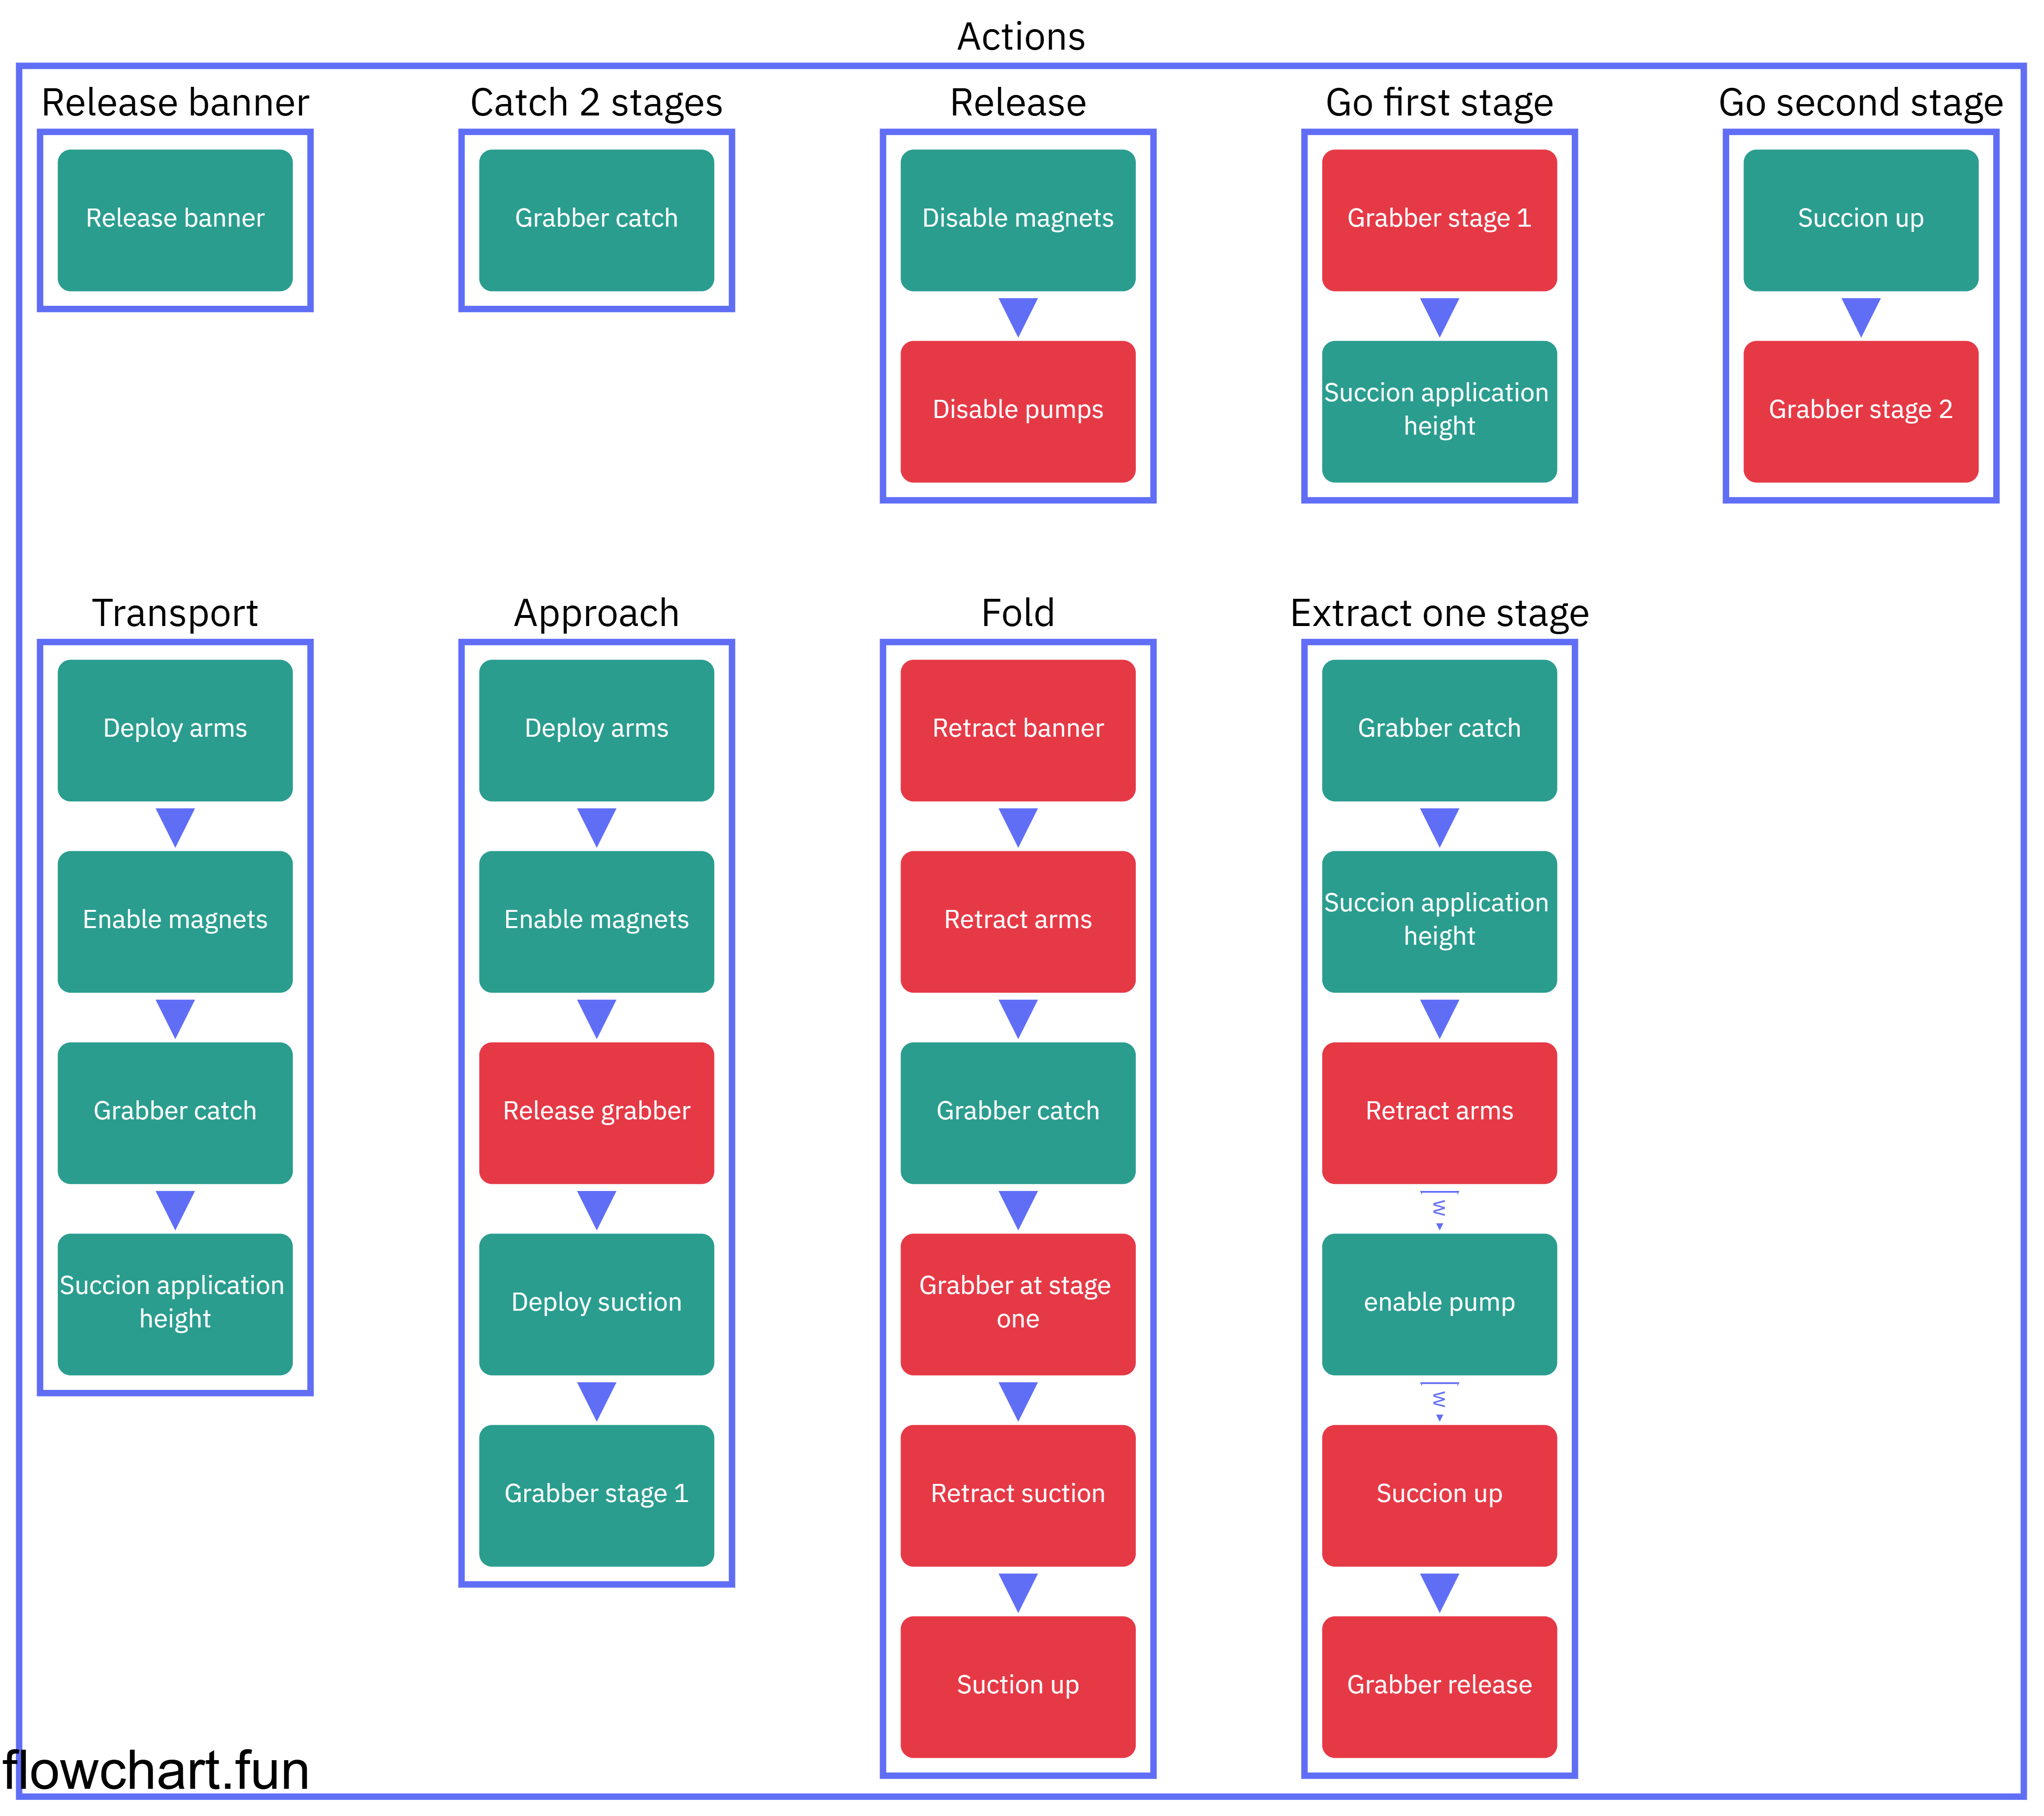 Actions
Release banner
Release banner
Catch 2 stages
Grabber catch
Release
Disable magnets
Disable pumps
Go first stage
Grabber stage 1
Succion application
height
Go second stage
Succion up
Grabber stage 2
Transport
Deploy arms
Enable magnets
Grabber catch
Succion application
height
Approach
Deploy arms
Enable magnets
Release grabber
Deploy suction
Grabber stage 1
Fold
Retract banner
Retract arms
Grabber catch
Grabber at stage
one
Retract suction
Suction up
Extract one stage
Grabber catch
Succion application
height
Retract arms
W
enable pump
W
Succion up
Grabber release
flowchart.fun